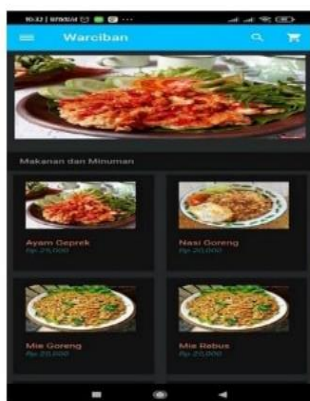 Warciban
Makanan dan Minuman
Ayam Geprek
Rp 25,000
Nasi Goreng
Rp 20,000
Mie Goreng
Rp 20,000
Mie Rebus
Rp 20,000